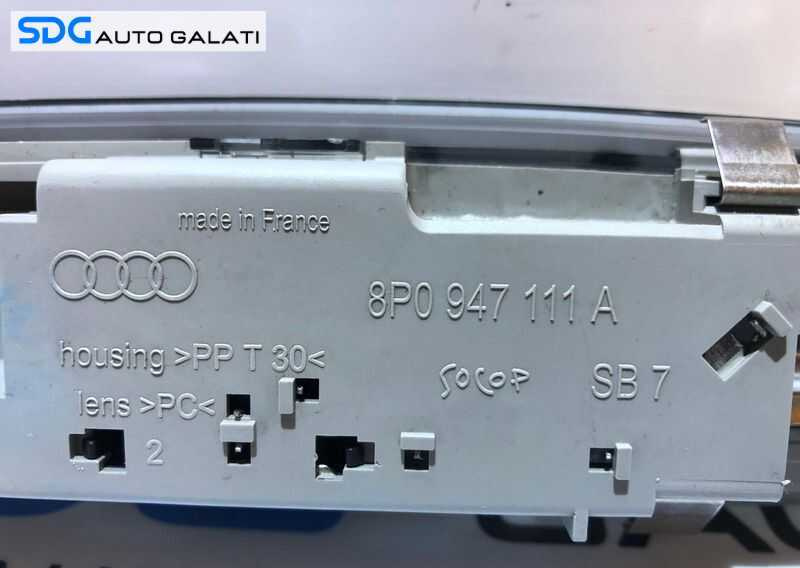 SDG AUTO GALATI
made in France
8P0 947 111 A
housing >PP T 30<
SOCOP
SB 7
lens >PC<
2